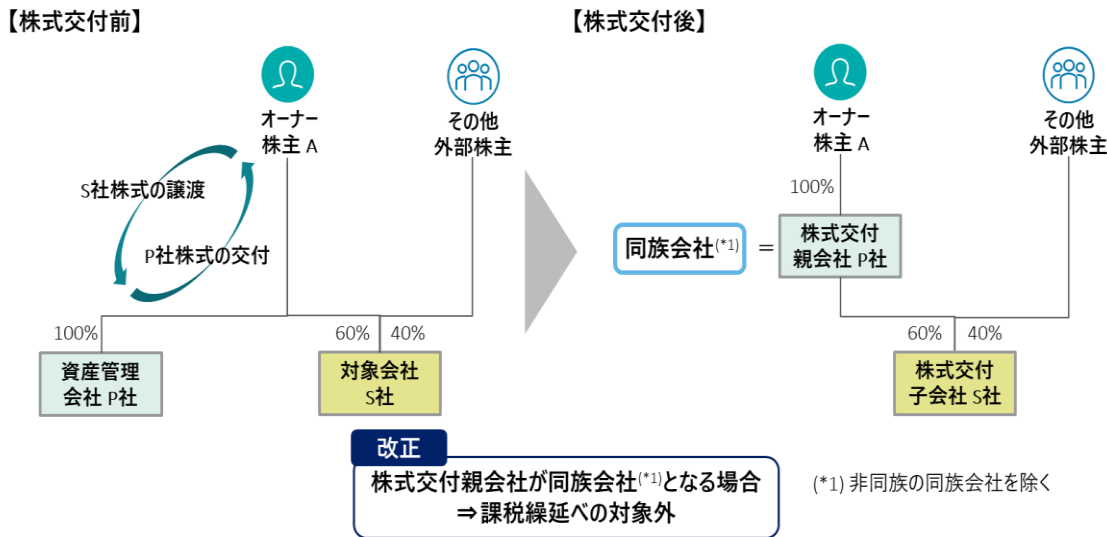 【株式交付前】
オーナー
株主 A
その他
外部株主
S社株式の譲渡
P社株式の交付
100%
60%
40%
資産管理
会社 P社
対象会社
S社
【株式交付後】
オーナー
株主 A
その他
外部株主
100%
同族会社(*1)
=
株式交付
親会社 P社
60%
40%
株式交付
子会社 S社
改正
株式交付親会社が同族会社(*1)となる場合
⇒課税繰延べの対象外
(*1) 非同族の同族会社を除く